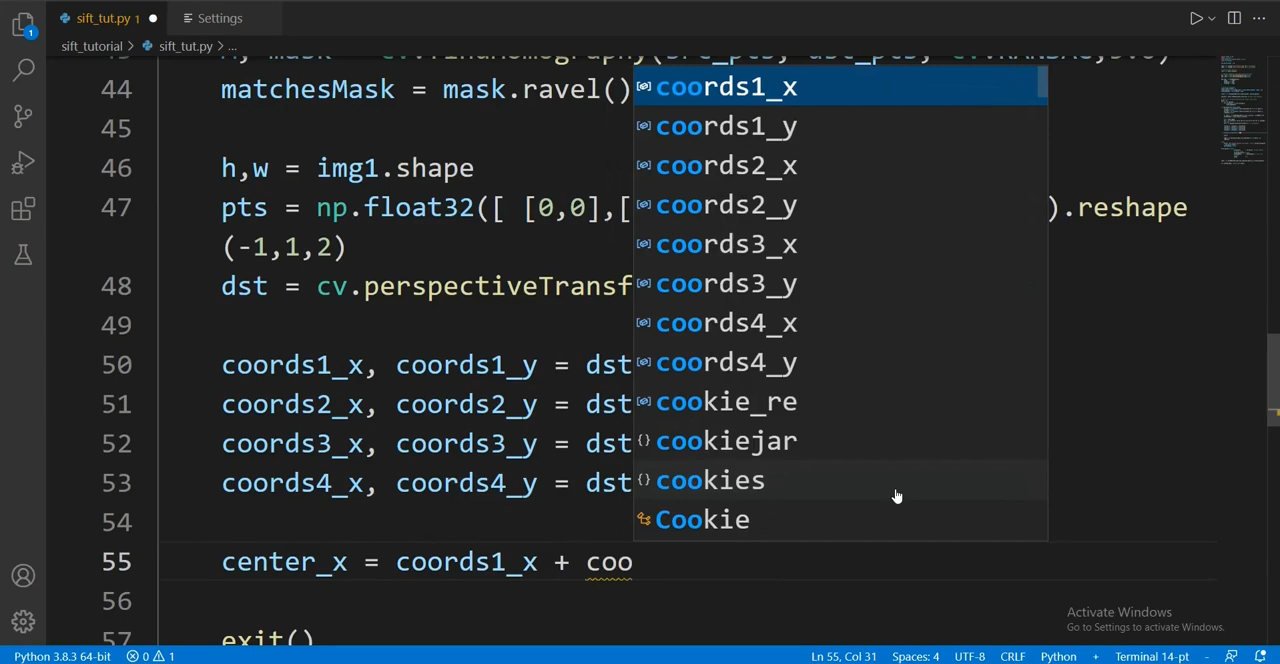 sift_tut.py 1
Settings
sift_tutorial > sift_tut.py > ...
44 matchesMask = mask.ravel()
45
46 h,w = img1.shape
47 pts = np.float32([ [0,0],[ ).reshape
(-1,1,2)
48 dst = cv.perspectiveTransf
49
50 coords1_x, coords1_y = dst
51 coords2_x, coords2_y = dst
52 coords3_x, coords3_y = dst
53 coords4_x, coords4_y = dst
54
55 center_x = coords1_x + coo
56
57 exit()
coords1_x
coords1_y
coords2_x
coords2_y
coords3_x
coords3_y
coords4_x
coords4_y
cookie_re
cookiejar
cookies
Cookie
1
Activate Windows
Go to Settings to activate Windows.
Python 3.8.3 64-bit 0 1 Ln 55, Col 31 Spaces: 4 UTF-8 CRLF Python + Terminal 14-pt -